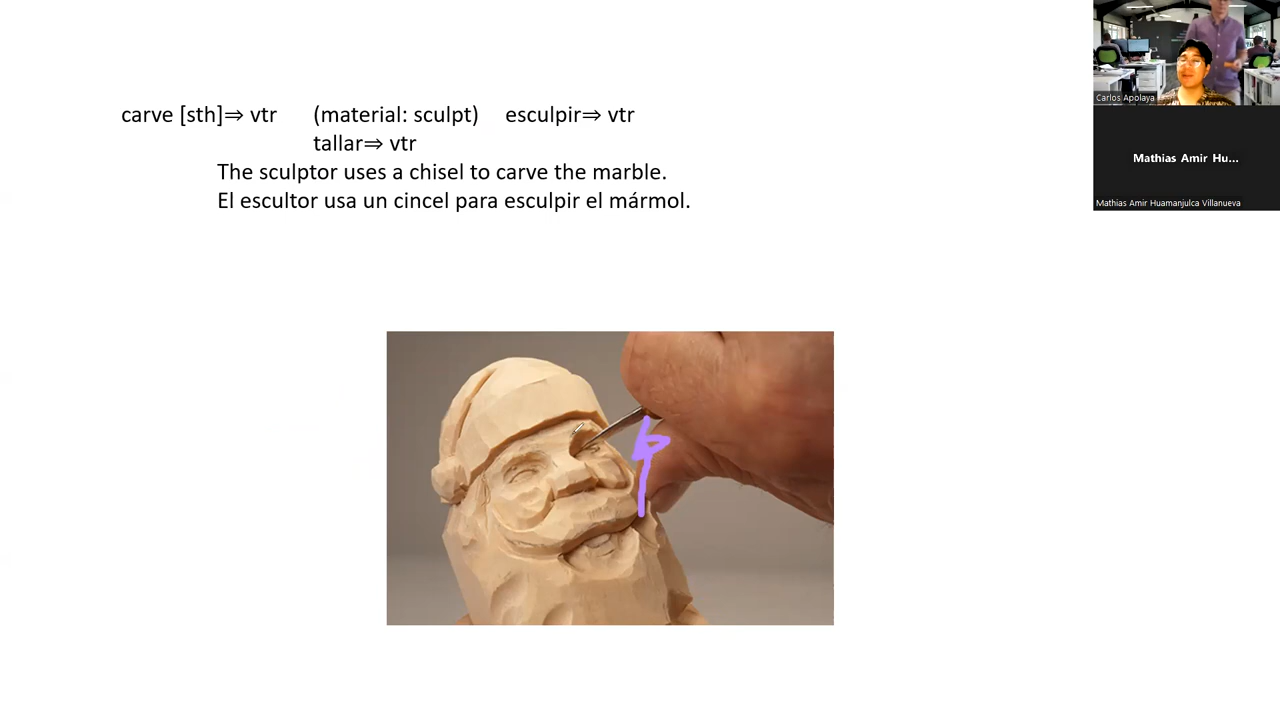 carve [sth]⇒ vtr (material: sculpt) esculpir⇒ vtr
tallar⇒ vtr
The sculptor uses a chisel to carve the marble.
El escultor usa un cincel para esculpir el mármol.
Carlos Apolaya
Mathias Amir Hu...
Mathias Amir Huamanjulca Villanueva